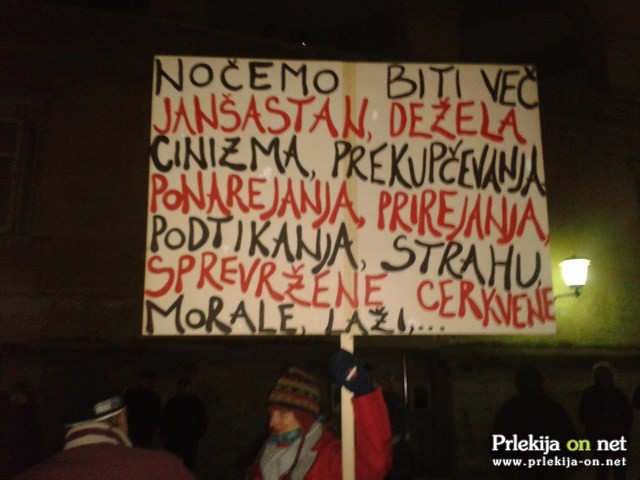 NOČEMO BITI VEČ
JANŠASTAN, DEŽELA
CINIZMA, PREKUPČEVANJA,
PONAREJANJA, PRIREJANJA,
PODTIKANJA, STRAHU,
SPREVRŽENE CERKVENE
MORALE, LAŽI,...
Prlekija on net
www.prlekija-on.net